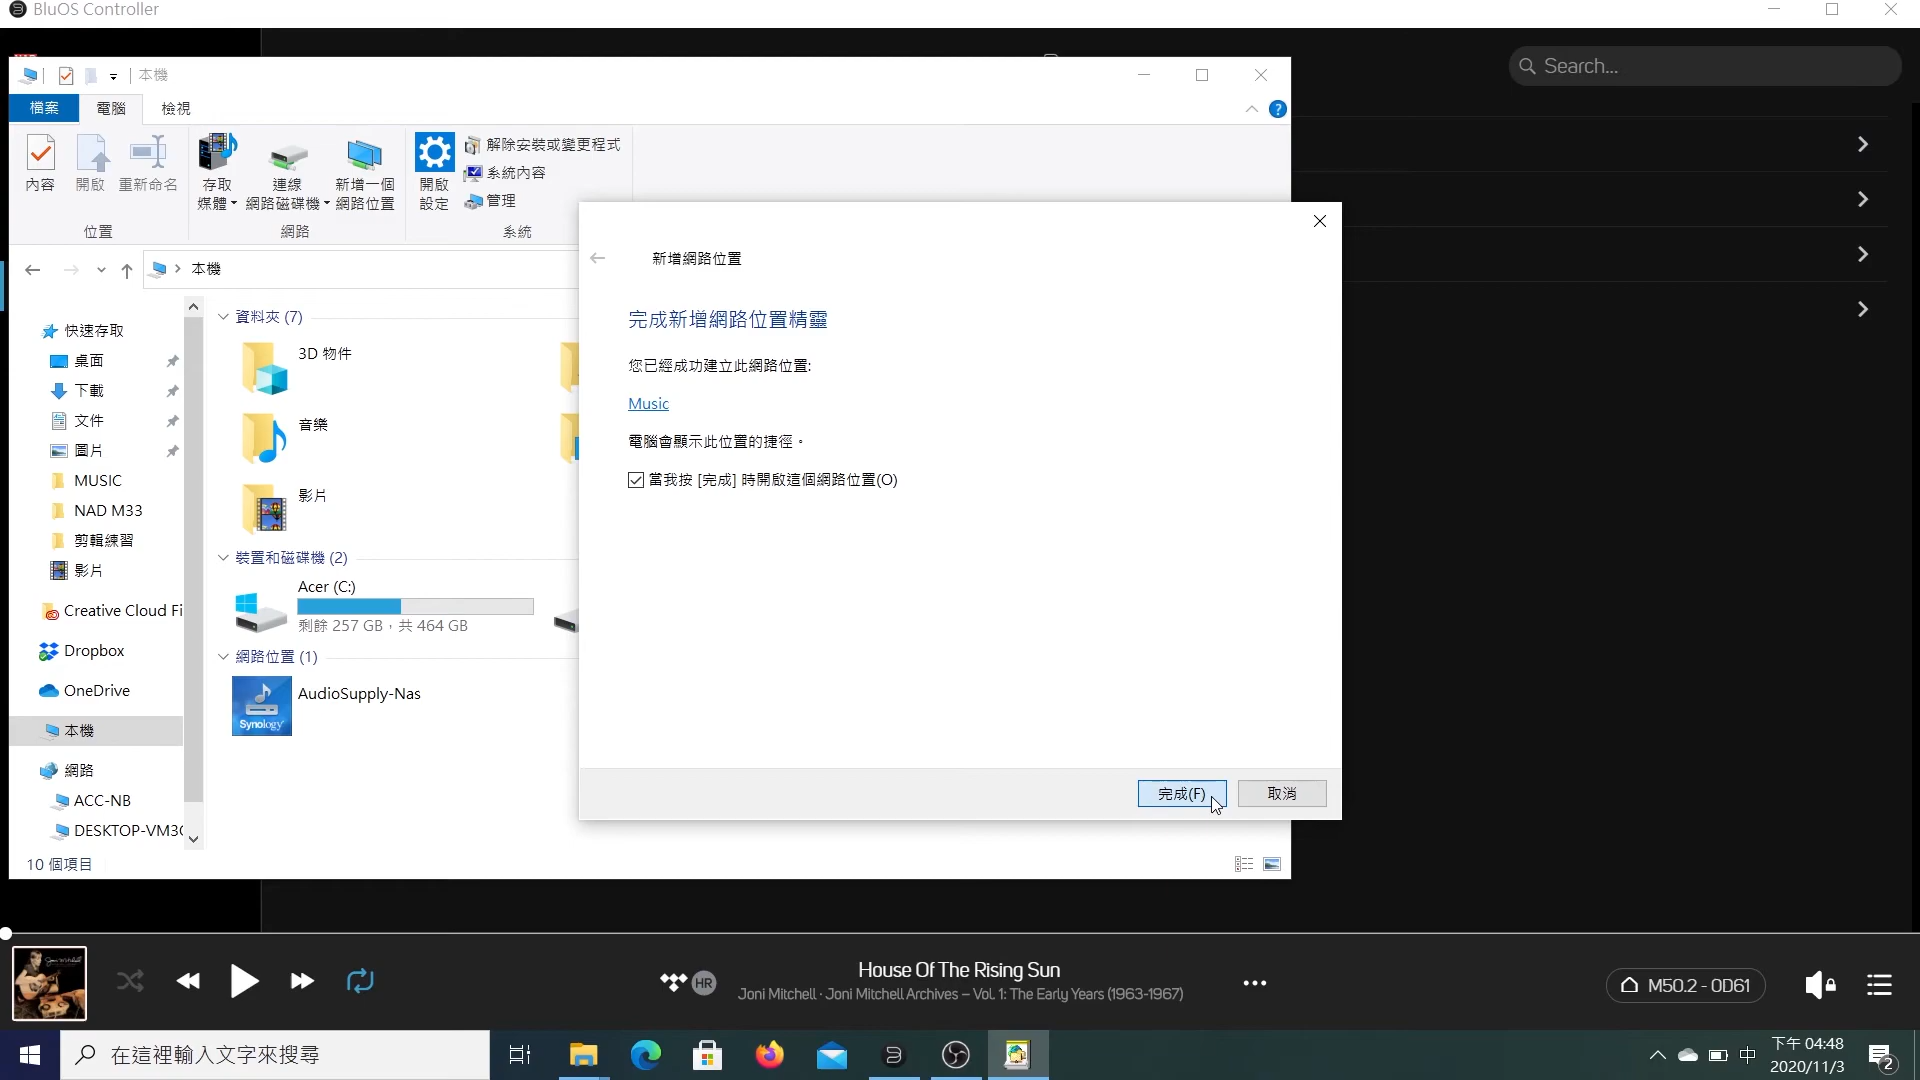 BluOS Controller
Search...
本機
檔案
電腦
檢視
內容
開啟
重新命名
存取
媒體
連線
網路磁碟機
新增一個
網路位置
開啟
設定
解除安裝或變更程式
系統內容
管理
位置
網路
系統
本機
快速存取
桌面
下載
文件
圖片
MUSIC
NAD M33
剪輯練習
影片
Creative Cloud Fi
Dropbox
OneDrive
本機
網路
ACC-NB
DESKTOP-VM3
10 個項目
資料夾 (7)
3D 物件
音樂
影片
裝置和磁碟機 (2)
Acer (C:)
剩餘 257 GB，共 464 GB
網路位置 (1)
Synology
AudioSupply-Nas
新增網路位置
完成新增網路位置精靈
您已經成功建立此網路位置:
Music
電腦會顯示此位置的捷徑。
當我按 [完成] 時開啟這個網路位置(O)
完成(F)
取消
HR
House Of The Rising Sun
Joni Mitchell · Joni Mitchell Archives – Vol. 1: The Early Years (1963-1967)
M50.2 - 0D61
在這裡輸入文字來搜尋
中
下午 04:48
2020/11/3
2